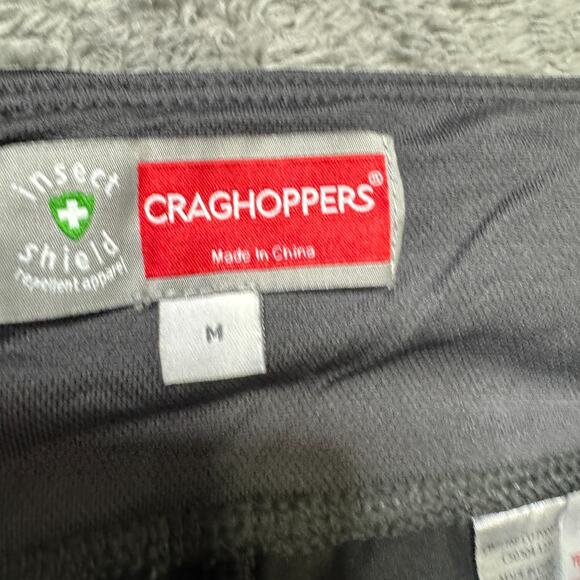 insect
shield
repellent apparel
CRAGHOPPERS®
Made in China
M